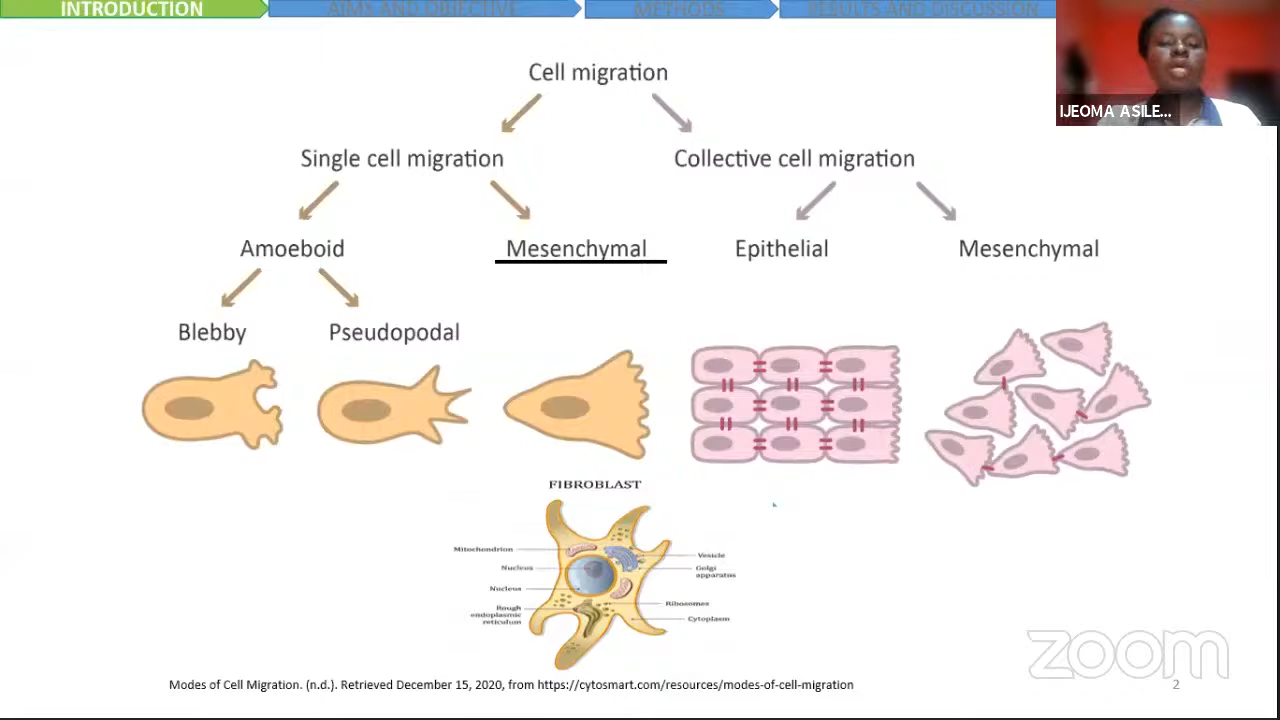 INTRODUCTION
AIMS AND OBJECTIVE
METHODS
RESULTS AND DISCUSSION
IJEOMA ASILE...
Cell migration
Single cell migration
Collective cell migration
Amoeboid
Mesenchymal
Epithelial
Mesenchymal
Blebby
Pseudopodal
FIBROBLAST
Mitochondrion
Nucleus
Nucleus
Rough
endoplasmic
reticulum
Vesicle
Golgi
apparatus
Ribosomes
Cytoplasm
zoom
Modes of Cell Migration. (n.d.). Retrieved December 15, 2020, from https://cytosmart.com/resources/modes-of-cell-migration
2